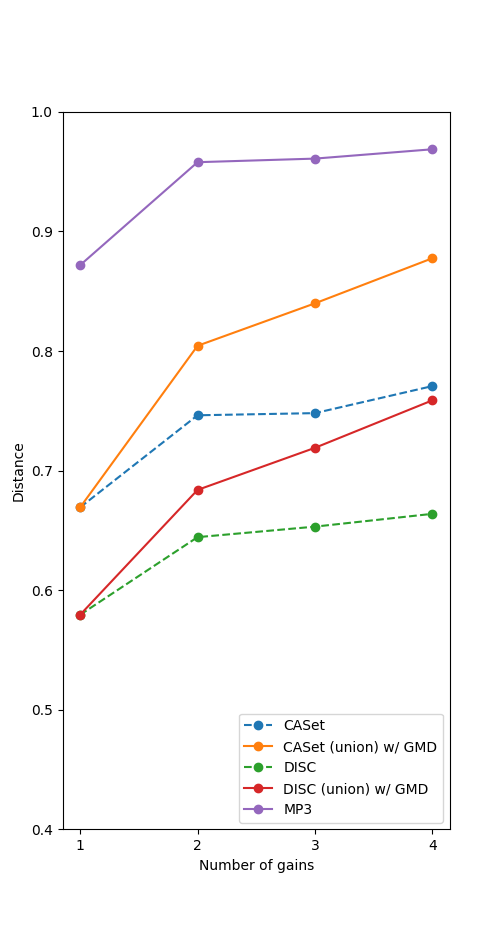 1.0
0.9
0.8
0.7
0.6
0.5
0.4
Distance
1 2 3 4
Number of gains
CASet
CASet (union) w/ GMD
DISC
DISC (union) w/ GMD
MP3